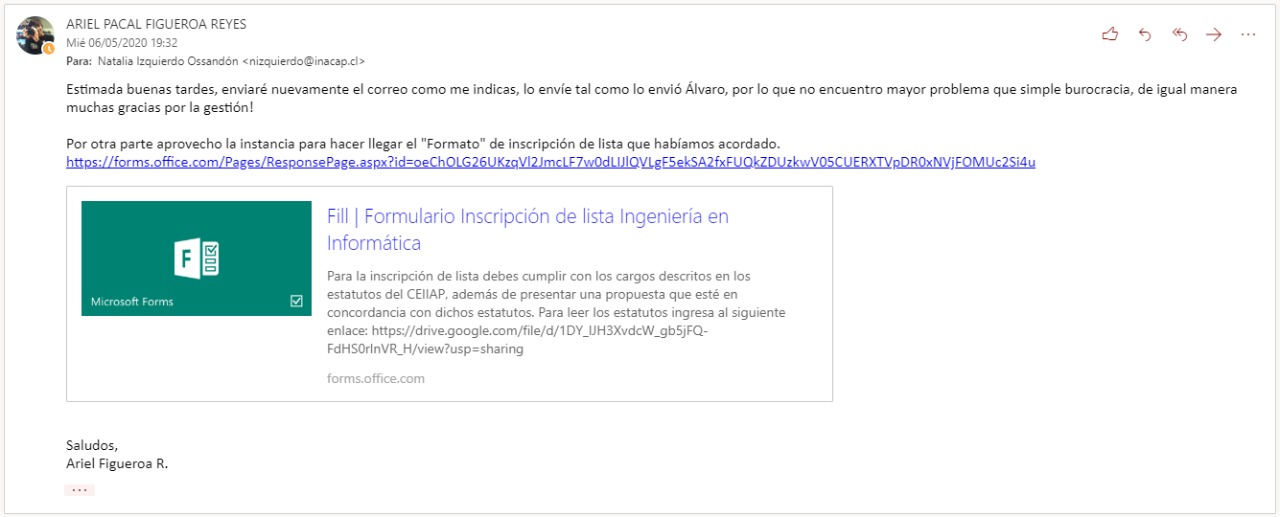 ARIEL PACAL FIGUEROA REYES
Mié 06/05/2020 19:32
Para: Natalia Izquierdo Ossandón <nizquierdo@inacap.cl>
Estimada buenas tardes, enviaré nuevamente el correo como me indicas, lo envíe tal como lo envió Álvaro, por lo que no encuentro mayor problema que simple burocracia, de igual manera
muchas gracias por la gestión!
Por otra parte aprovecho la instancia para hacer llegar el "Formato" de inscripción de lista que habíamos acordado.
https://forms.office.com/Pages/ResponsePage.aspx?id=oeChOLG26UKzqVl2JmcLF7w0dLIJlQVLgF5ekSA2fxFUQkZDUzkwV05CUERXTVpDR0xNVjFOMUc2Si4u
Fill | Formulario Inscripción de lista Ingeniería en
Informática
Para la inscripción de lista debes cumplir con los cargos descritos en los
estatutos del CEIIAP, además de presentar una propuesta que esté en
concordancia con dichos estatutos. Para leer los estatutos ingresa al siguiente
enlace: https://drive.google.com/file/d/1DY_IJH3XvdcW_gb5jFQ-
FdHS0rlnVR_H/view?usp=sharing
forms.office.com
F
Microsoft Forms
Saludos,
Ariel Figueroa R.